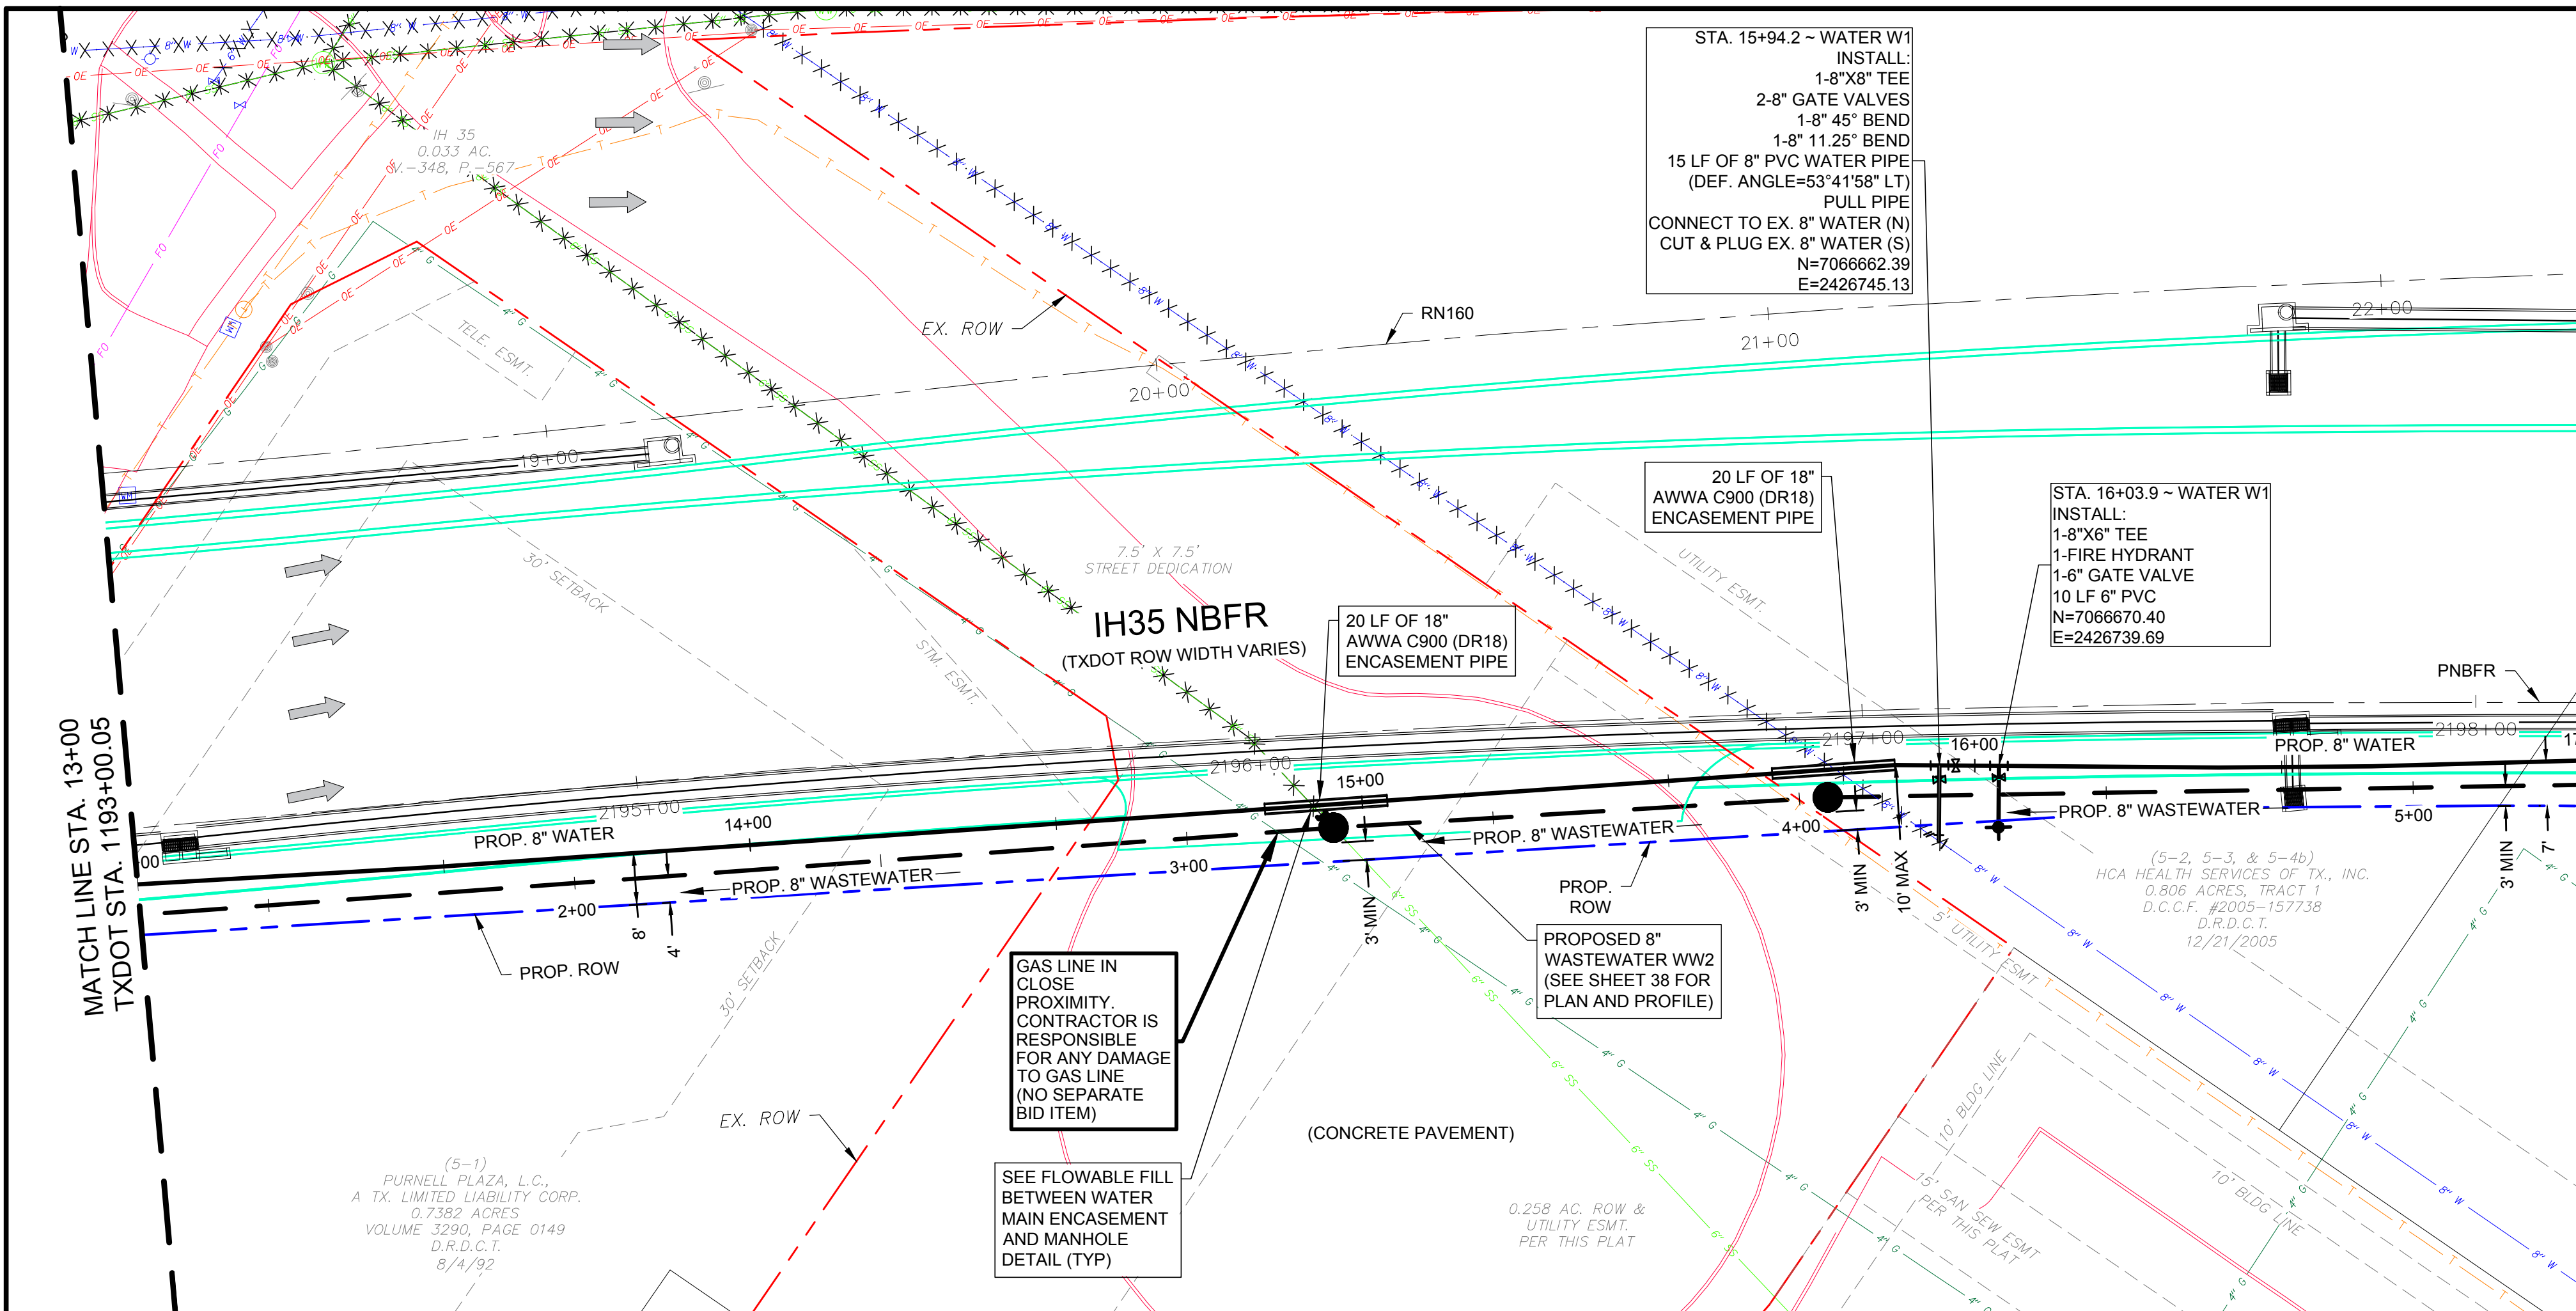 STA. 15+94.2 ~ WATER W1
INSTALL:
1-8"X8" TEE
2-8" GATE VALVES
1-8" 45° BEND
1-8" 11.25° BEND
15 LF OF 8" PVC WATER PIPE
(DEF. ANGLE=53°41'58" LT)
PULL PIPE
CONNECT TO EX. 8" WATER (N)
CUT & PLUG EX. 8" WATER (S)
N=7066662.39
E=2426745.13
IH 35
0.033 AC.
V.-348, P.-567
TELE. ESMT.
EX. ROW
RN160
19+00
20+00
21+00
22+00
20 LF OF 18"
AWWA C900 (DR18)
ENCASEMENT PIPE
STA. 16+03.9 ~ WATER W1
INSTALL:
1-8"X6" TEE
1-FIRE HYDRANT
1-6" GATE VALVE
10 LF 6" PVC
N=7066670.40
E=2426739.69
30' SETBACK
7.5' X 7.5'
STREET DEDICATION
UTILITY ESMT.
IH35 NBFR
(TXDOT ROW WIDTH VARIES)
STM. ESMT.
20 LF OF 18"
AWWA C900 (DR18)
ENCASEMENT PIPE
PNBFR
MATCH LINE STA. 13+00
TXDOT STA. 1193+00.05
2195+00
2196+00
2197+00
2198+00
PROP. 8" WATER
14+00
15+00
16+00
PROP. 8" WATER
PROP. 8" WASTEWATER
PROP. 8" WASTEWATER
PROP. 8" WASTEWATER
2+00
3+00
4+00
5+00
8'
4'
3' MIN
3' MIN
10' MAX
3' MIN
7'
PROP. ROW
PROP.
ROW
30' SETBACK
GAS LINE IN
CLOSE
PROXIMITY.
CONTRACTOR IS
RESPONSIBLE
FOR ANY DAMAGE
TO GAS LINE
(NO SEPARATE
BID ITEM)
PROPOSED 8"
WASTEWATER WW2
(SEE SHEET 38 FOR
PLAN AND PROFILE)
(5-2, 5-3, & 5-4b)
HCA HEALTH SERVICES OF TX., INC.
0.806 ACRES, TRACT 1
D.C.C.F. #2005-157738
D.R.D.C.T.
12/21/2005
5' UTILITY ESMT
EX. ROW
(CONCRETE PAVEMENT)
10' BLDG LINE
10' BLDG LINE
15' SAN SEW ESMT
PER THIS PLAT
(5-1)
PURNELL PLAZA, L.C.,
A TX. LIMITED LIABILITY CORP.
0.7382 ACRES
VOLUME 3290, PAGE 0149
D.R.D.C.T.
8/4/92
SEE FLOWABLE FILL
BETWEEN WATER
MAIN ENCASEMENT
AND MANHOLE
DETAIL (TYP)
0.258 AC. ROW &
UTILITY ESMT.
PER THIS PLAT